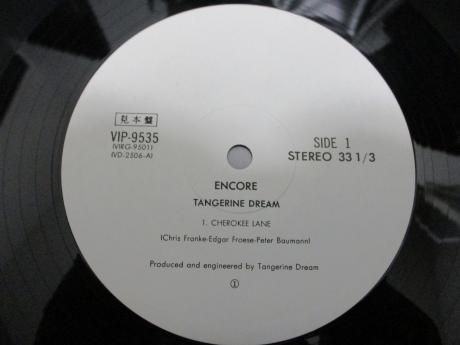 見本盤
VIP-9535
(VIRG-9501)
(VD-2506-A)
SIDE 1
STEREO 33 1/3
ENCORE
TANGERINE DREAM
1. CHEROKEE LANE
(Chris Franke-Edgar Froese-Peter Baumann)
Produced and engineered by Tangerine Dream
①